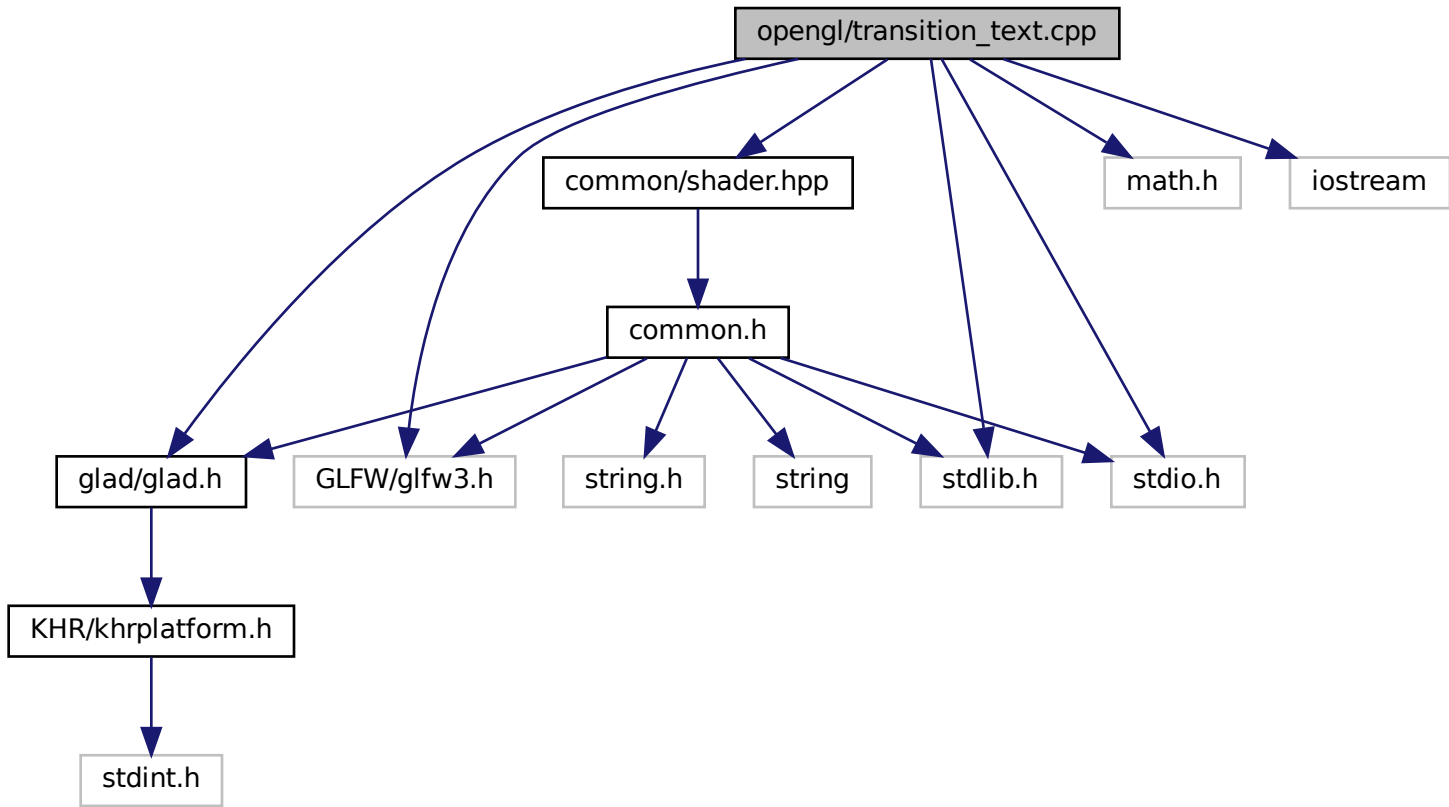 opengl/transition_text.cpp
common/shader.hpp
math.h
iostream
common.h
glad/glad.h
GLFW/glfw3.h
string.h
string
stdlib.h
stdio.h
KHR/khrplatform.h
stdint.h